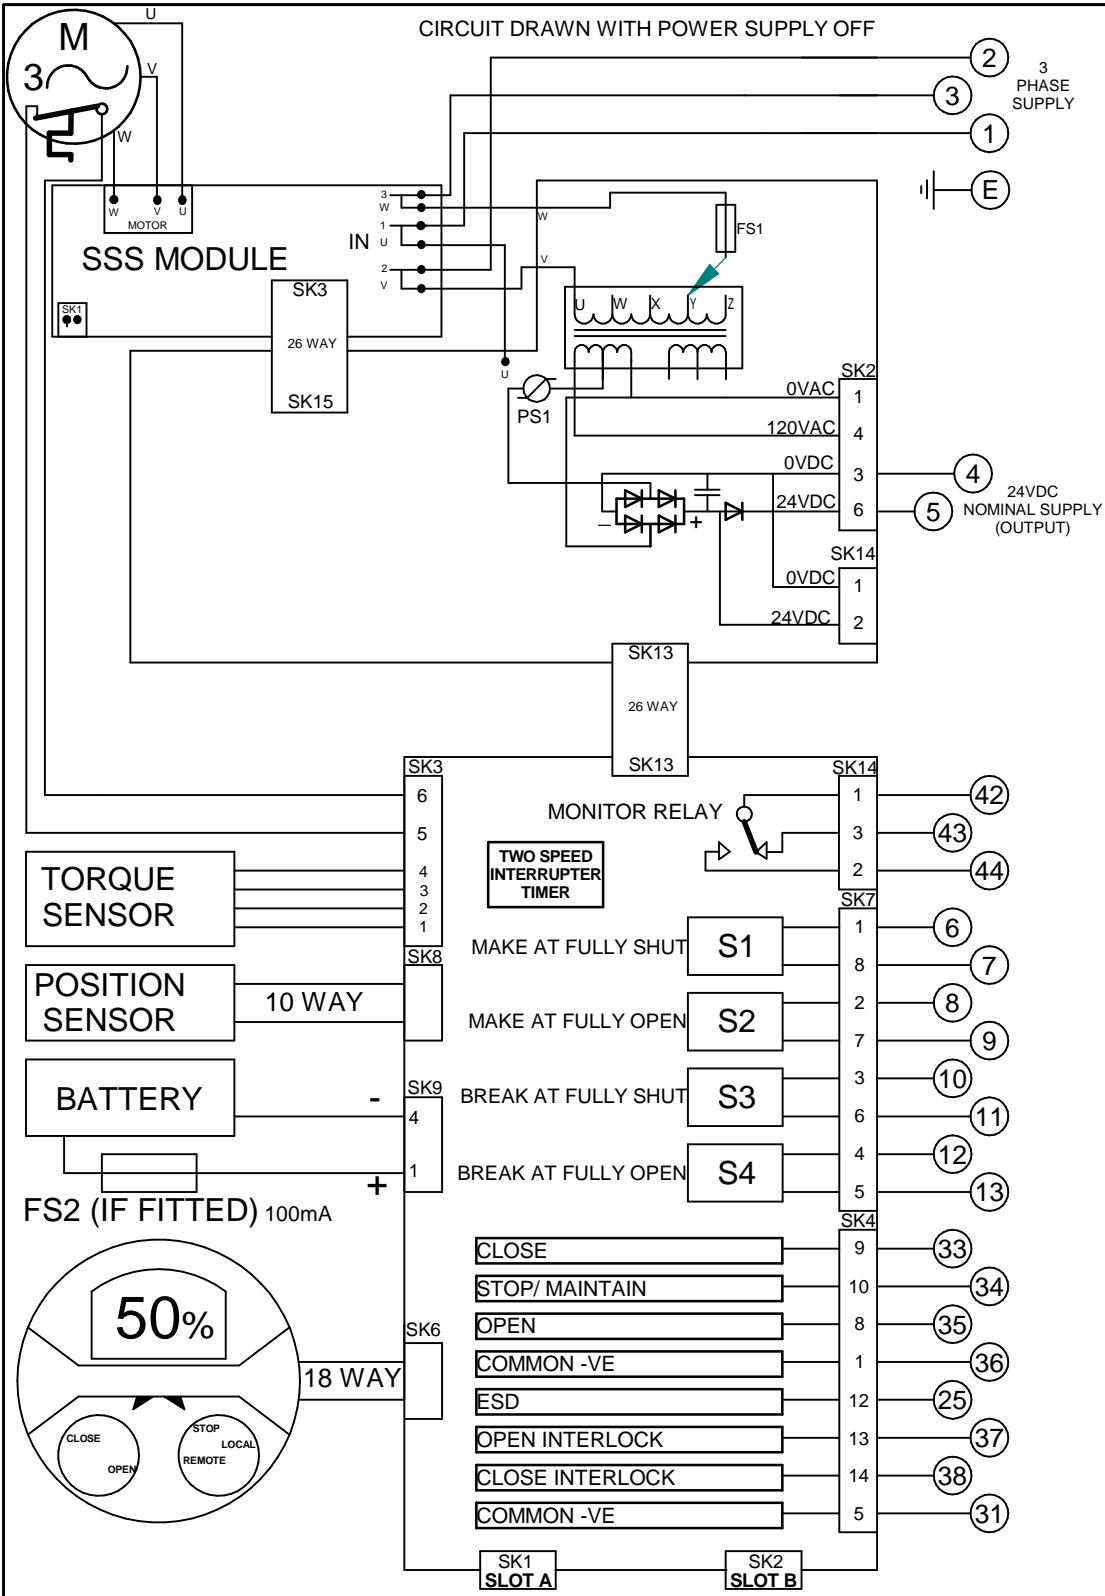 CIRCUIT DRAWN WITH POWER SUPPLY OFF
U
M
3
V
W
2
3
1
3
PHASE
SUPPLY
E
W V U
MOTOR
SSS MODULE
IN
3
W
1
U
2
V
W
V
U
FS1
SK1
SK3
26 WAY
SK15
U W X Y Z
PS1
SK2
0VAC 1
120VAC 4
0VDC 3
24VDC 6
4
5
24VDC
NOMINAL SUPPLY
(OUTPUT)
_
+
SK14
0VDC 1
24VDC 2
SK13
26 WAY
SK13
SK3
6
5
4
3
2
1
TORQUE
SENSOR
SK8
POSITION
SENSOR
10 WAY
BATTERY
-
SK9
4
1
+
FS2 (IF FITTED) 100mA
50%
CLOSE
OPEN
STOP
LOCAL
REMOTE
SK6
18 WAY
MONITOR RELAY
TWO SPEED
INTERRUPTER
TIMER
SK14
1 42
3 43
2 44
SK7
MAKE AT FULLY SHUT S1
1 6
8 7
MAKE AT FULLY OPEN S2
2 8
7 9
BREAK AT FULLY SHUT S3
3 10
6 11
BREAK AT FULLY OPEN S4
4 12
5 13
SK4
CLOSE 9 33
STOP/ MAINTAIN 10 34
OPEN 8 35
COMMON -VE 1 36
ESD 12 25
OPEN INTERLOCK 13 37
CLOSE INTERLOCK 14 38
COMMON -VE 5 31
SK1
SLOT A
SK2
SLOT B